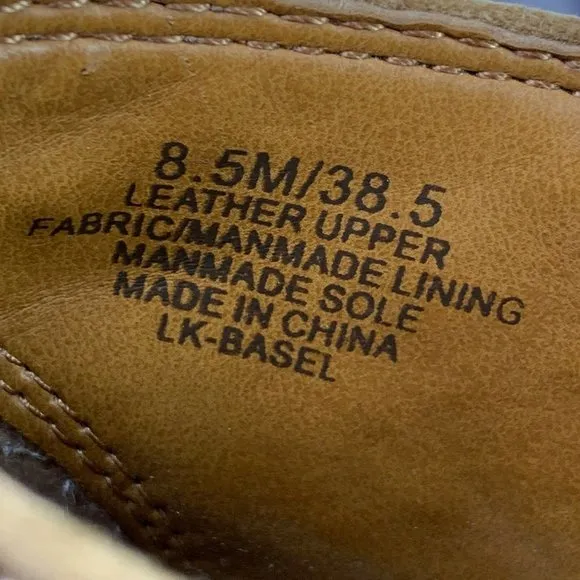 8.5M/38.5
LEATHER UPPER
FABRIC/MANMADE LINING
MANMADE SOLE
MADE IN CHINA
LK-BASEL